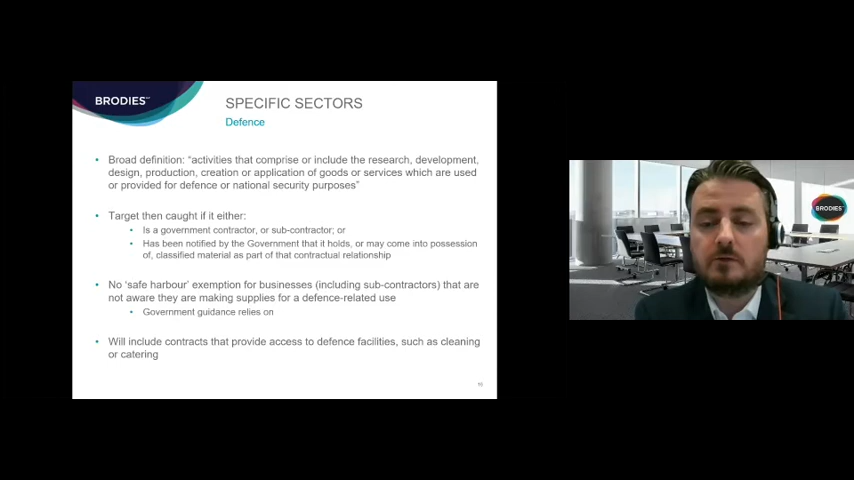 BRODIES
SPECIFIC SECTORS
Defence
• Broad definition: “activities that comprise or include the research, development,
design, production, creation or application of goods or services which are used
or provided for defence or national security purposes”
• Target then caught if it either:
• Is a government contractor, or sub-contractor; or
• Has been notified by the Government that it holds, or may come into possession
of, classified material as part of that contractual relationship
• No ‘safe harbour’ exemption for businesses (including sub-contractors) that are
not aware they are making supplies for a defence-related use
• Government guidance relies on
• Will include contracts that provide access to defence facilities, such as cleaning
or catering
BRODIES